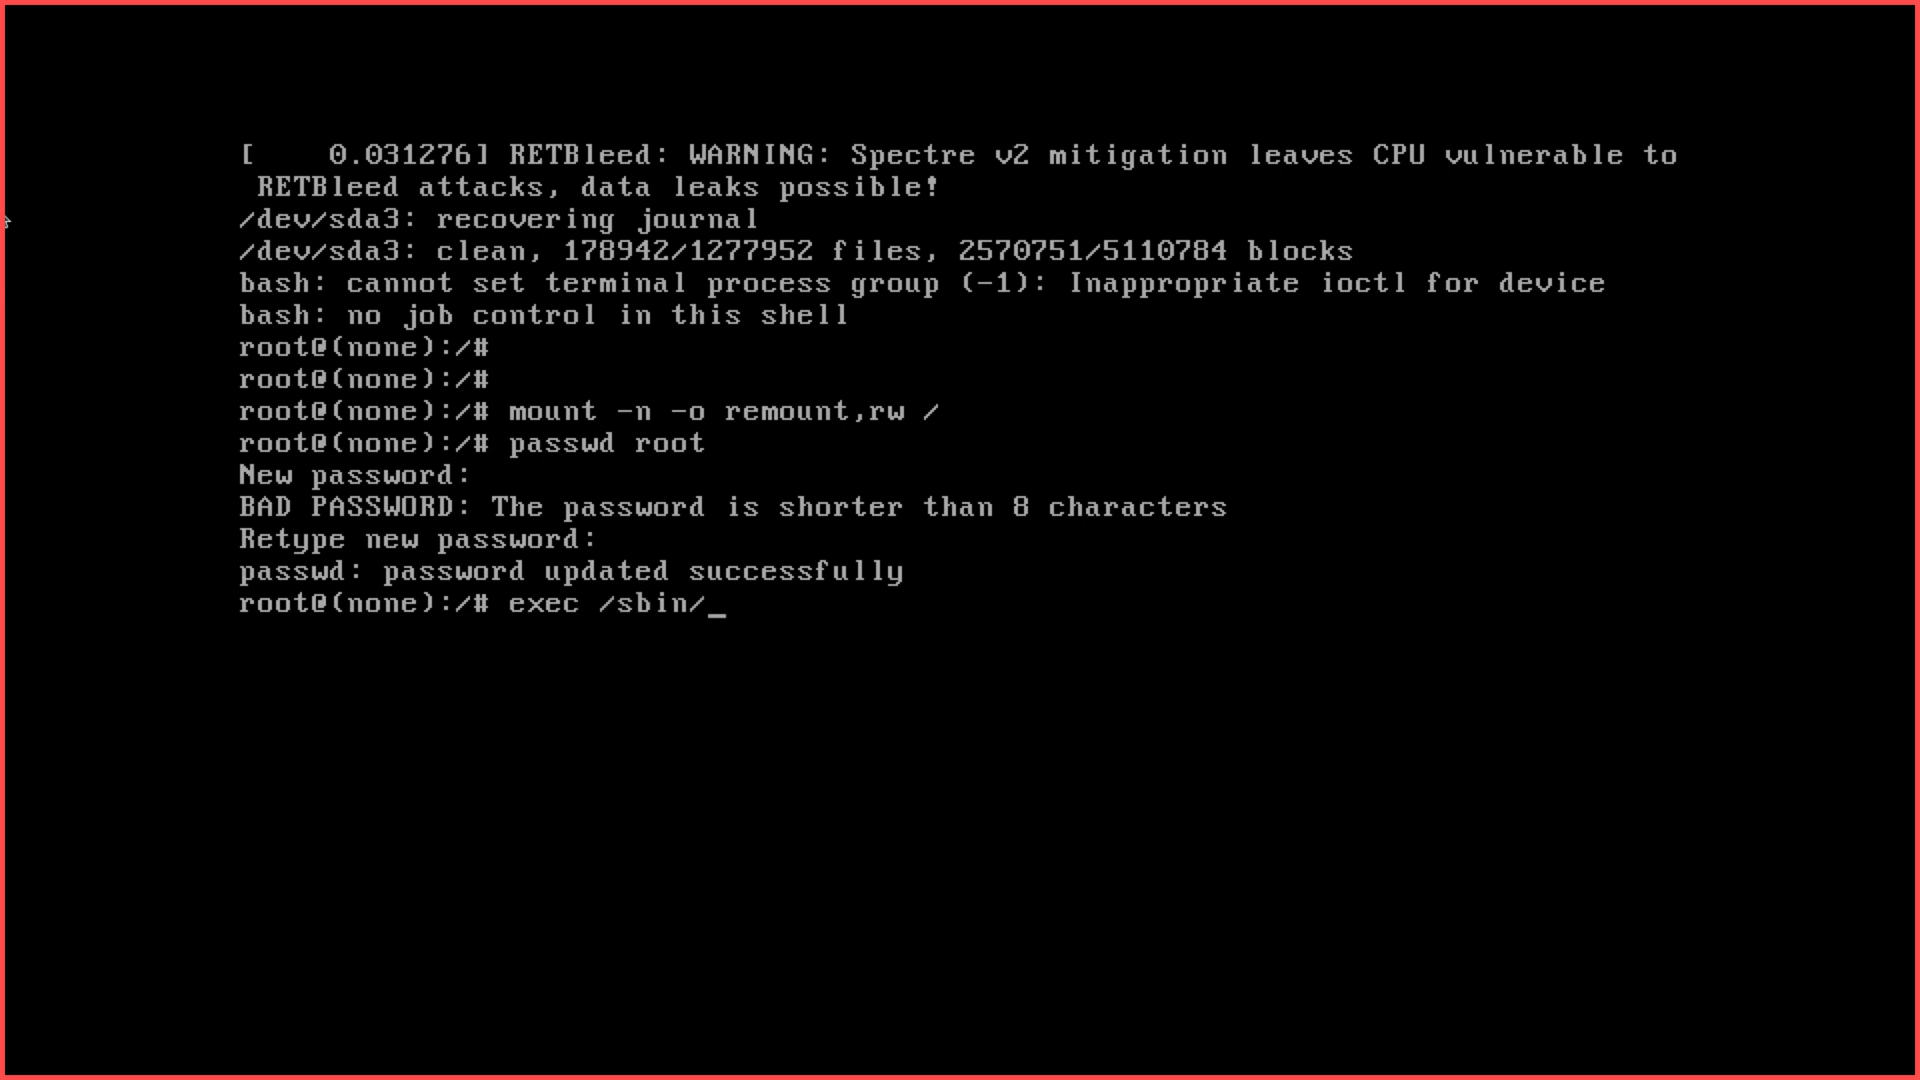 [    0.031276] RETBleed: WARNING: Spectre v2 mitigation leaves CPU vulnerable to
 RETBleed attacks, data leaks possible!
/dev/sda3: recovering journal
/dev/sda3: clean, 178942/1277952 files, 2570751/5110784 blocks
bash: cannot set terminal process group (-1): Inappropriate ioctl for device
bash: no job control in this shell
root@(none):/#
root@(none):/#
root@(none):/# mount -n -o remount,rw /
root@(none):/# passwd root
New password:
BAD PASSWORD: The password is shorter than 8 characters
Retype new password:
passwd: password updated successfully
root@(none):/# exec /sbin/_